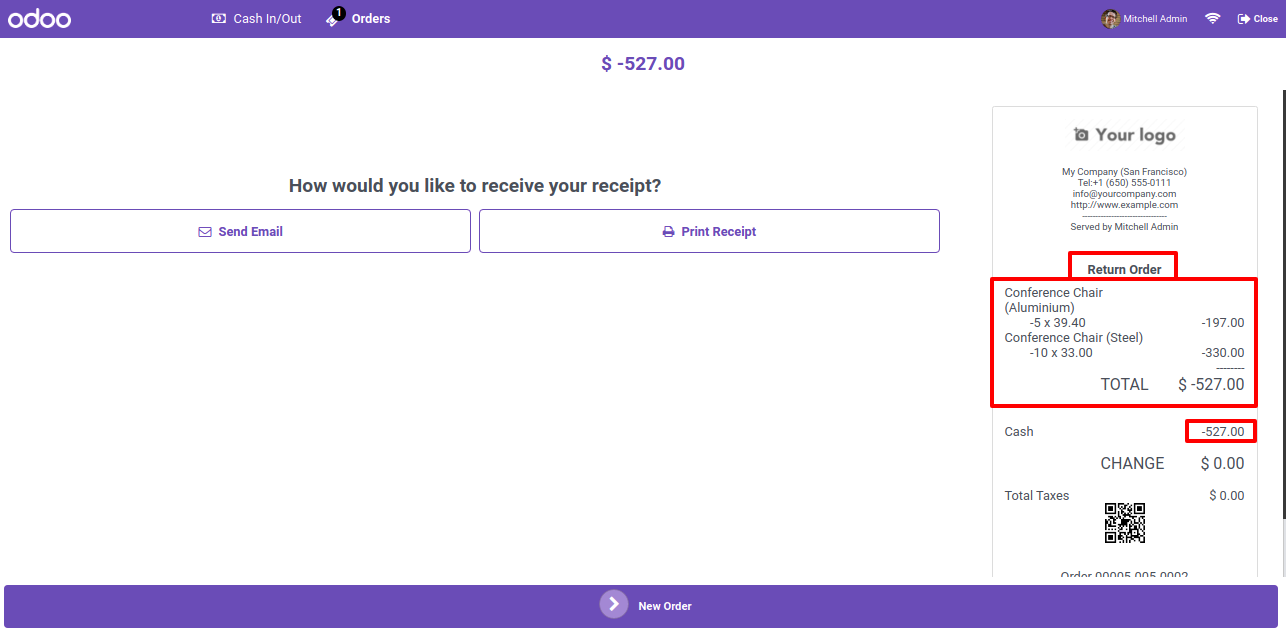 odoo
Cash In/Out
1
Orders
Mitchell Admin
Close
$ -527.00
How would you like to receive your receipt?
Send Email
Print Receipt
Your logo
My Company (San Francisco)
Tel:+1 (650) 555-0111
info@yourcompany.com
http://www.example.com
--------------------------------
Served by Mitchell Admin
Return Order
Conference Chair
(Aluminium)
-5 x 39.40 -197.00
Conference Chair (Steel)
-10 x 33.00 -330.00
--------
TOTAL $ -527.00
Cash -527.00
CHANGE $ 0.00
Total Taxes $ 0.00
Order 00005-005-0002
New Order